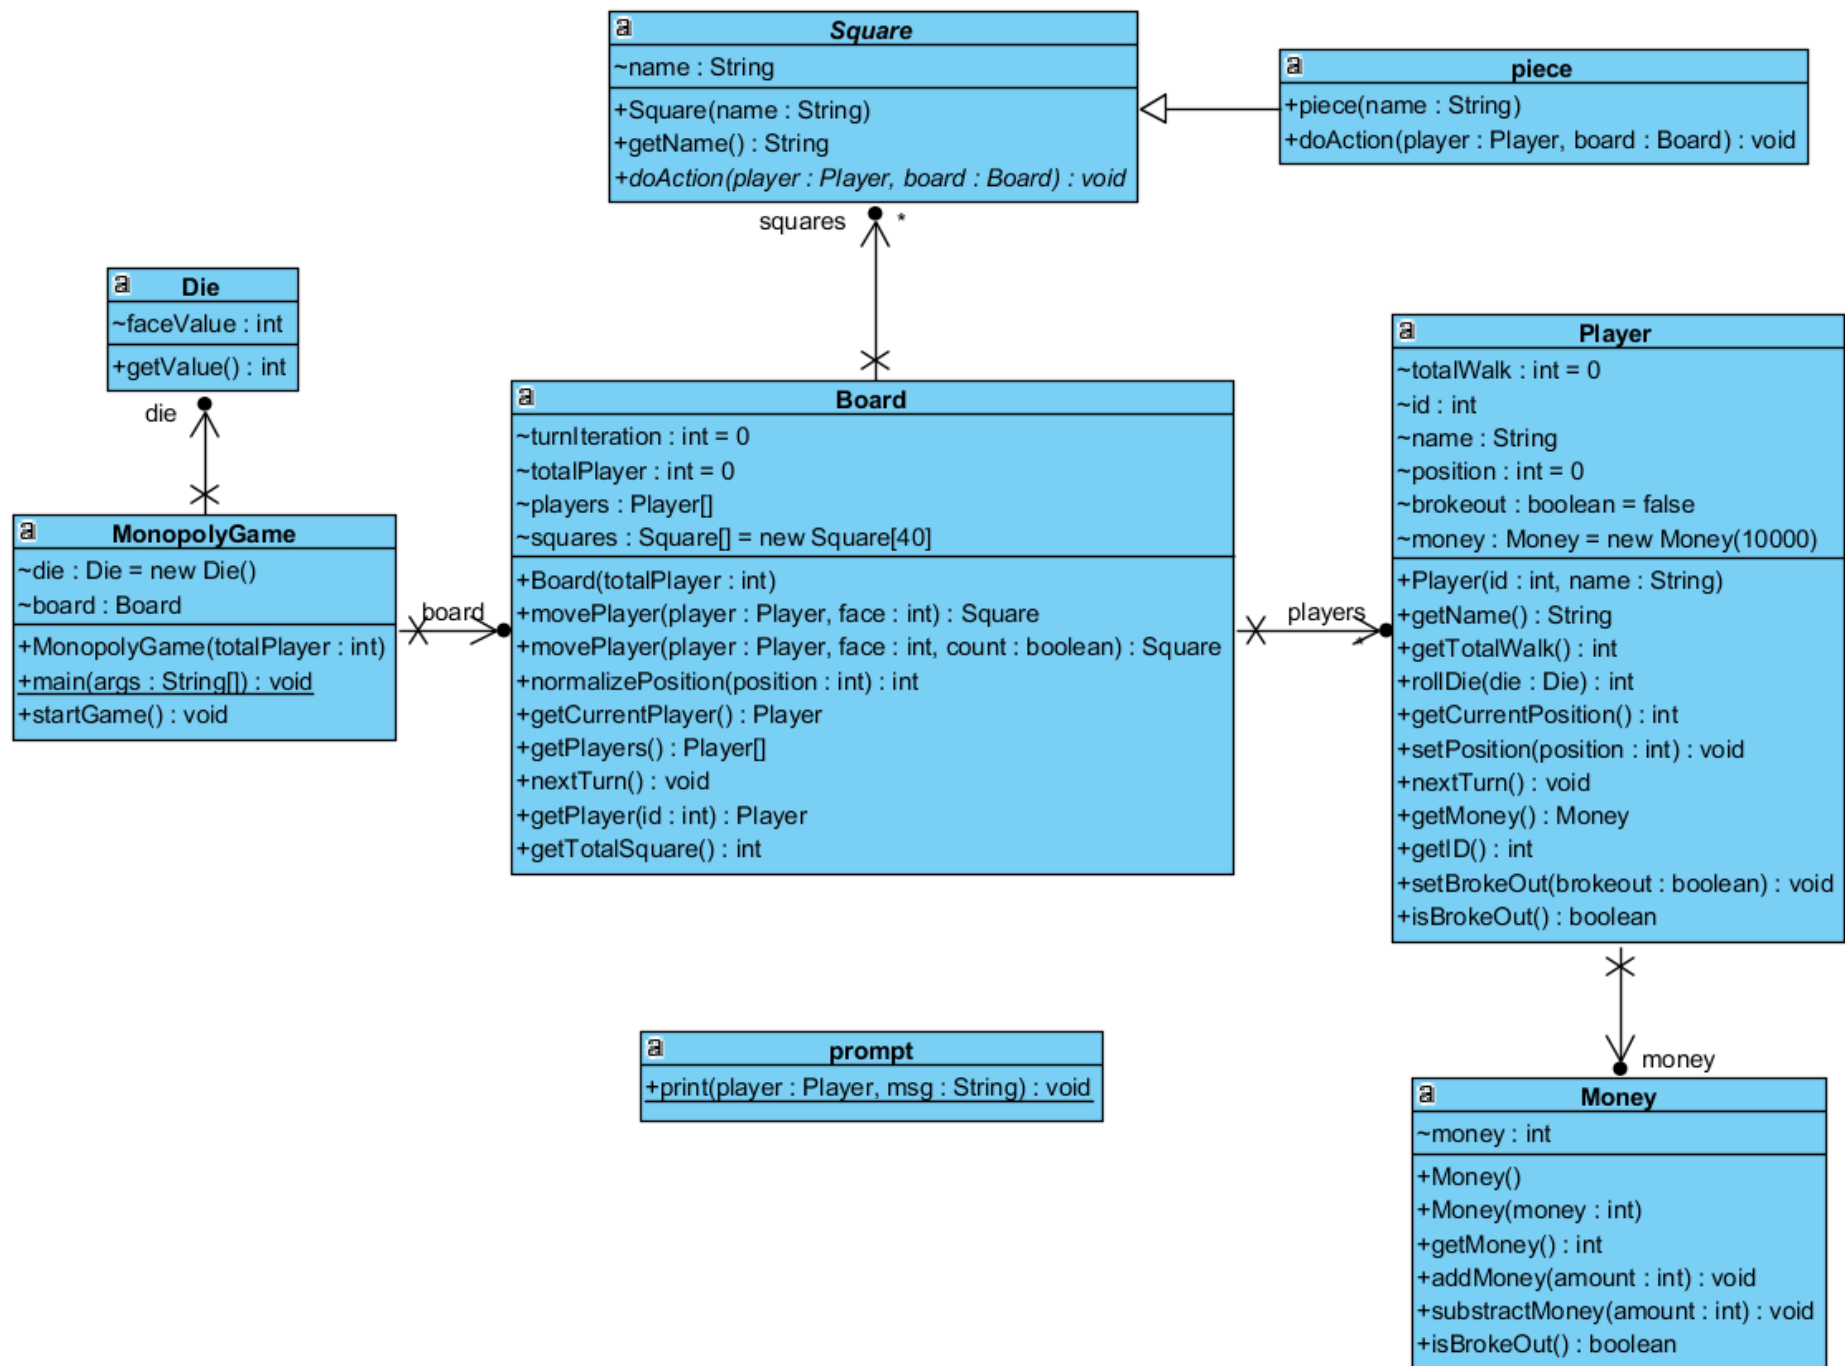 Square
~name : String
+Square(name : String)
+getName() : String
+doAction(player : Player, board : Board) : void
piece
+piece(name : String)
+doAction(player : Player, board : Board) : void
squares
*
Die
~faceValue : int
+getValue() : int
die
MonopolyGame
~die : Die = new Die()
~board : Board
+MonopolyGame(totalPlayer : int)
+main(args : String[]) : void
+startGame() : void
board
Board
~turnIteration : int = 0
~totalPlayer : int = 0
~players : Player[]
~squares : Square[] = new Square[40]
+Board(totalPlayer : int)
+movePlayer(player : Player, face : int) : Square
+movePlayer(player : Player, face : int, count : boolean) : Square
+normalizePosition(position : int) : int
+getCurrentPlayer() : Player
+getPlayers() : Player[]
+nextTurn() : void
+getPlayer(id : int) : Player
+getTotalSquare() : int
players
*
Player
~totalWalk : int = 0
~id : int
~name : String
~position : int = 0
~brokeout : boolean = false
~money : Money = new Money(10000)
+Player(id : int, name : String)
+getName() : String
+getTotalWalk() : int
+rollDie(die : Die) : int
+getCurrentPosition() : int
+setPosition(position : int) : void
+nextTurn() : void
+getMoney() : Money
+getID() : int
+setBrokeOut(brokeout : boolean) : void
+isBrokeOut() : boolean
prompt
+print(player : Player, msg : String) : void
money
Money
~money : int
+Money()
+Money(money : int)
+getMoney() : int
+addMoney(amount : int) : void
+substractMoney(amount : int) : void
+isBrokeOut() : boolean